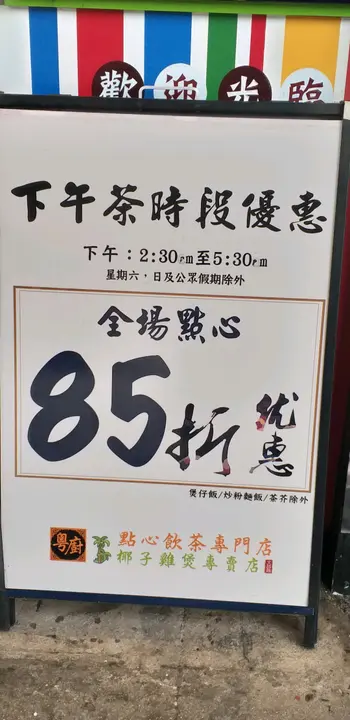 歡迎光臨
下午茶時段優惠
下午：2:30PM至5:30PM
星期六，日及公眾假期除外
全場點心
85折优惠
煲仔飯/炒粉麵飯/茶芥除外
粵廚
點心飲茶專門店
椰子雞煲專賣店